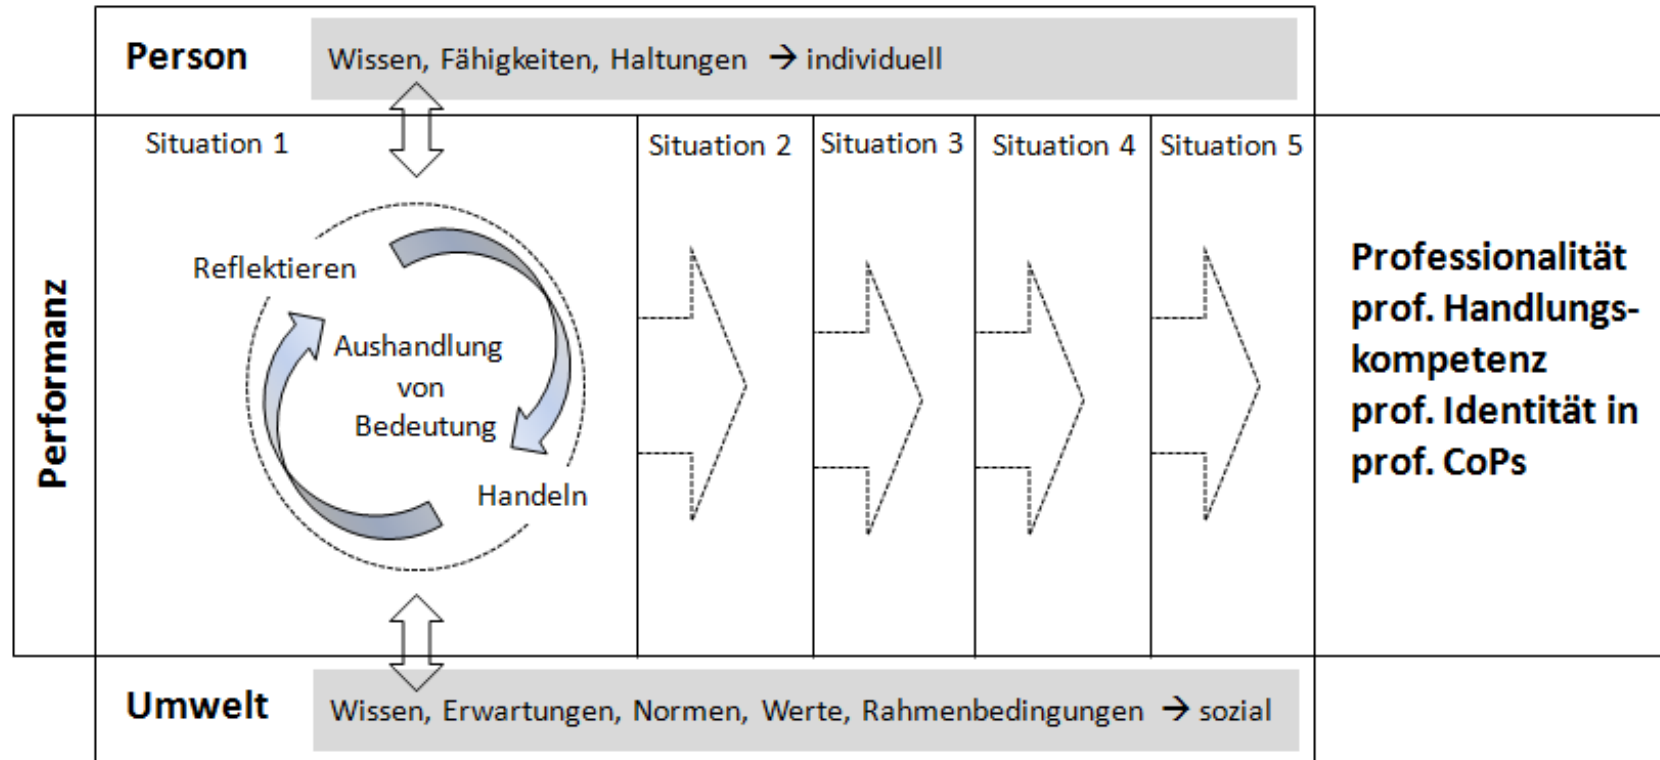 Person
Wissen, Fähigkeiten, Haltungen → individuell
Situation 1
Situation 2
Situation 3
Situation 4
Situation 5
Performanz
Reflektieren
Aushandlung
von
Bedeutung
Handeln
Professionalität
prof. Handlungs-
kompetenz
prof. Identität in
prof. CoPs
Umwelt
Wissen, Erwartungen, Normen, Werte, Rahmenbedingungen → sozial